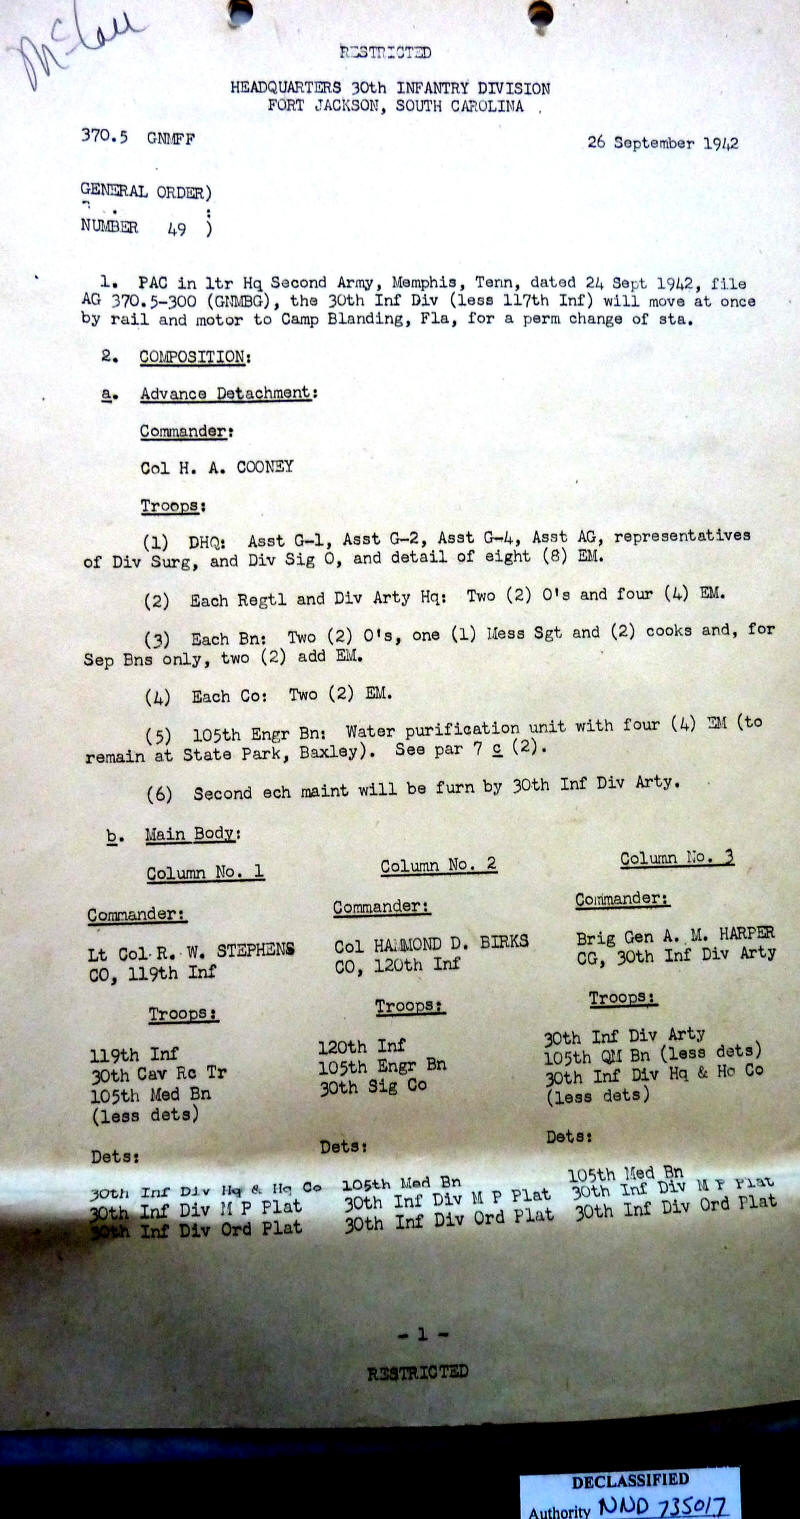 McCall
RESTRICTED
HEADQUARTERS 30th INFANTRY DIVISION
FORT JACKSON, SOUTH CAROLINA
370.5 GNMFF
26 September 1942
GENERAL ORDER)
:
NUMBER 49 )
1. PAC in ltr Hq Second Army, Memphis, Tenn, dated 24 Sept 1942, file
AG 370.5-300 (GNMBG), the 30th Inf Div (less 117th Inf) will move at once
by rail and motor to Camp Blanding, Fla, for a perm change of sta.
2. COMPOSITION:
a. Advance Detachment:
Commander:
Col H. A. COONEY
Troops:
(1) DHQ: Asst G-1, Asst G-2, Asst G-4, Asst AG, representatives
of Div Surg, and Div Sig O, and detail of eight (8) EM.
(2) Each Regtl and Div Arty Hq: Two (2) O's and four (4) EM.
(3) Each Bn: Two (2) O's, one (1) Mess Sgt and (2) cooks and, for
Sep Bns only, two (2) add EM.
(4) Each Co: Two (2) EM.
(5) 105th Engr Bn: Water purification unit with four (4) EM (to
remain at State Park, Baxley). See par 7 c (2).
(6) Second ech maint will be furn by 30th Inf Div Arty.
b. Main Body:
Column No. 1
Commander:
Lt Col R. W. STEPHENS
CO, 119th Inf
Troops:
119th Inf
30th Cav Rc Tr
105th Med Bn
(less dets)
Dets:
30th Inf Div Hq & Hq Co
30th Inf Div M P Plat
30th Inf Div Ord Plat
Column No. 2
Commander:
Col HAMMOND D. BIRKS
CO, 120th Inf
Troops:
120th Inf
105th Engr Bn
30th Sig Co
Dets:
105th Med Bn
30th Inf Div M P Plat
30th Inf Div Ord Plat
Column No. 3
Commander:
Brig Gen A. M. HARPER
CG, 30th Inf Div Arty
Troops:
30th Inf Div Arty
105th QM Bn (less dets)
30th Inf Div Hq & Hq Co
(less dets)
Dets:
105th Med Bn
30th Inf Div M P Plat
30th Inf Div Ord Plat
- 1 -
RESTRICTED
DECLASSIFIED
Authority NND 735017